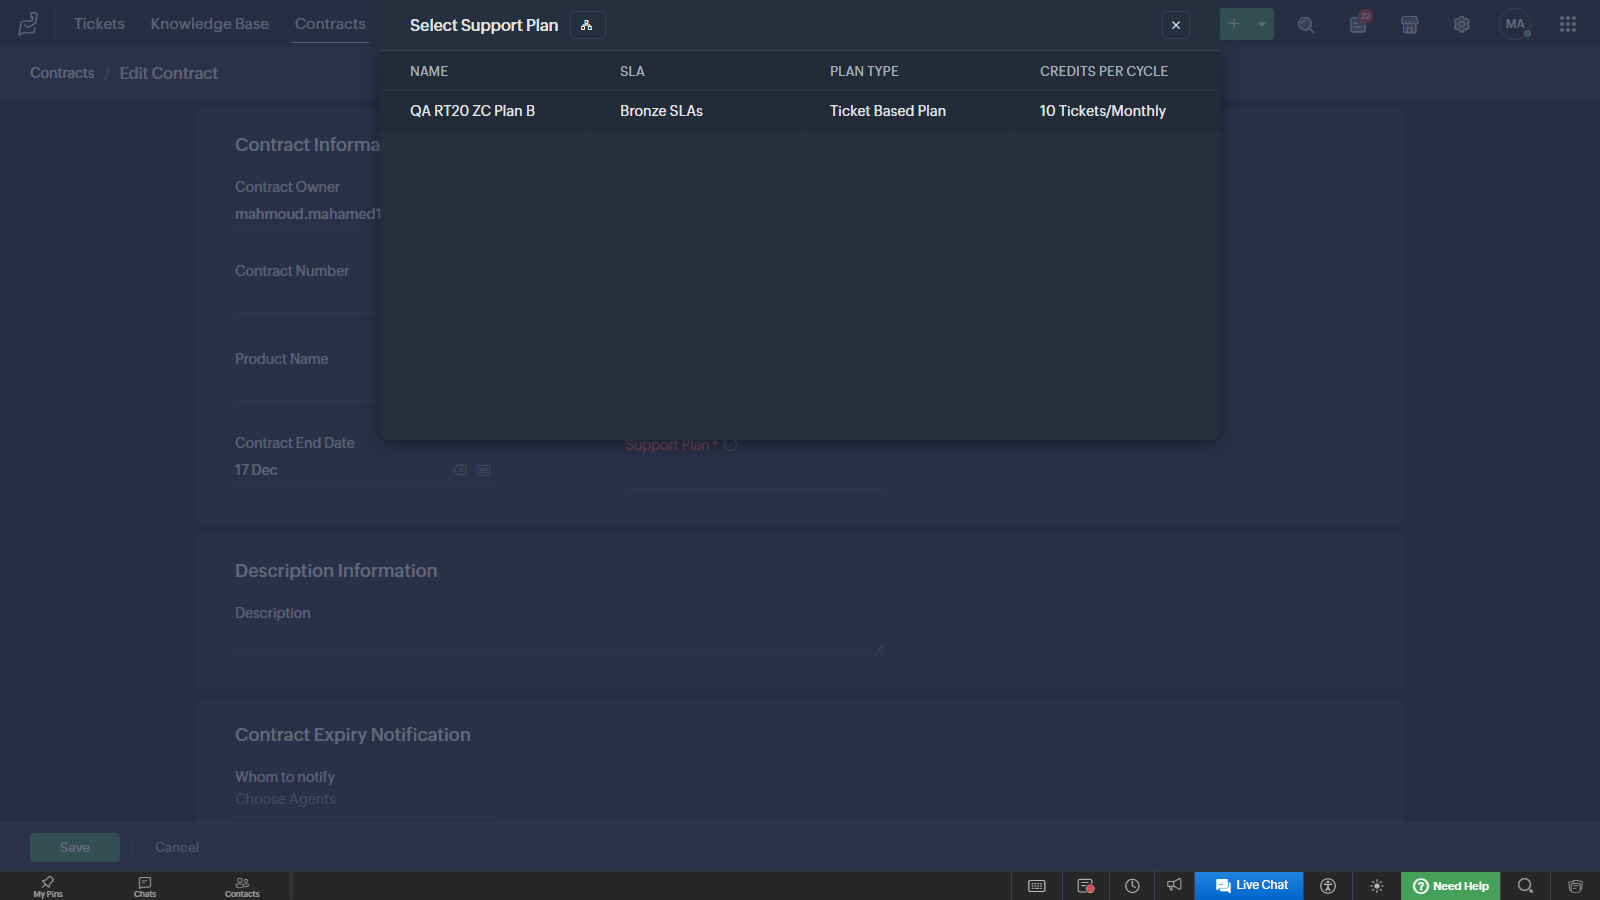 Tickets
Knowledge Base
Contracts
Select Support Plan
22
MA
Contracts / Edit Contract
NAME
SLA
PLAN TYPE
CREDITS PER CYCLE
QA RT20 ZC Plan B
Bronze SLAs
Ticket Based Plan
10 Tickets/Monthly
Contract Informa
Contract Owner
mahmoud.mahamed1
Contract Number
Product Name
Contract End Date
17 Dec
Support Plan *
Description Information
Description
Contract Expiry Notification
Whom to notify
Choose Agents
Save
Cancel
My Pins
Chats
Contacts
Live Chat
Need Help